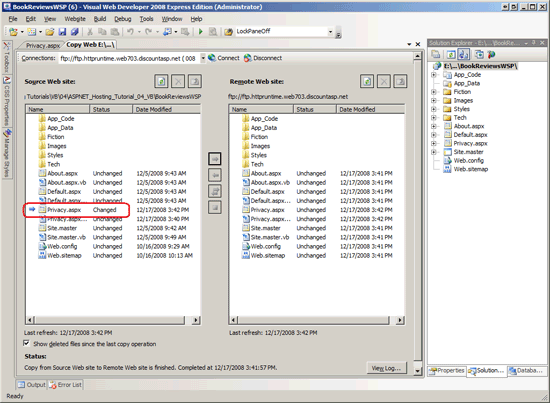 BookReviewsWSP (6) - Visual Web Developer 2008 Express Edition (Administrator)
File Edit View Website Build Debug Tools Window Help
LockPaneOff
Toolbox
CSS Properties
Manage Styles
Privacy.aspx Copy Web E:\...\
Connections: ftp://ftp.httpruntime.web703.discountasp.net ( 008 Connect Disconnect
Source Web site:
Tutorials\VB\04\ASPNET_Hosting_Tutorial_04_VB\BookReviewsWSP
Name Status Date Modified
App_Code
App_Data
Fiction
Images
Styles
Tech
About.aspx Unchanged 12/5/2008 9:43 AM
About.aspx.vb Unchanged 12/5/2008 9:43 AM
Default.aspx Unchanged 12/5/2008 9:43 AM
Default.aspx... Unchanged 12/5/2008 9:43 AM
Privacy.aspx Changed 12/17/2008 3:42 PM
Privacy.aspx... Unchanged 12/17/2008 3:40 PM
Site.master Unchanged 12/5/2008 9:42 AM
Site.master.vb Unchanged 12/5/2008 9:49 AM
Web.config Unchanged 10/16/2008 9:29 AM
Web.sitemap Unchanged 10/16/2008 10:13 AM
Last refresh: 12/17/2008 3:42 PM
Show deleted files since the last copy operation
Status:
Copy from Source Web site to Remote Web site is finished. Completed at 12/17/2008 3:41:57 PM.
View Log...
Remote Web site:
ftp://ftp.httpruntime.web703.discountasp.net
Name Status Date Modified
App_Code
App_Data
Fiction
Images
Styles
Tech
About.aspx Unchanged 12/17/2008 3:41 PM
About.aspx.vb Unchanged 12/17/2008 3:41 PM
Default.aspx Unchanged 12/17/2008 3:41 PM
Default.aspx... Unchanged 12/17/2008 3:41 PM
Privacy.aspx Unchanged 12/17/2008 3:42 PM
Privacy.aspx... Unchanged 12/17/2008 3:41 PM
Site.master Unchanged 12/17/2008 3:41 PM
Site.master.vb Unchanged 12/17/2008 3:41 PM
Web.config Unchanged 12/17/2008 3:41 PM
Web.sitemap Unchanged 12/17/2008 3:41 PM
Last refresh: 12/17/2008 3:42 PM
Solution Explorer - E:\...\BookReviewsWSP\
E:\...\BookReviewsWSP\
App_Code
App_Data
Fiction
Images
Styles
Tech
About.aspx
Default.aspx
Privacy.aspx
Site.master
Web.config
Web.sitemap
Properties Solution... Databa...
Output Error List